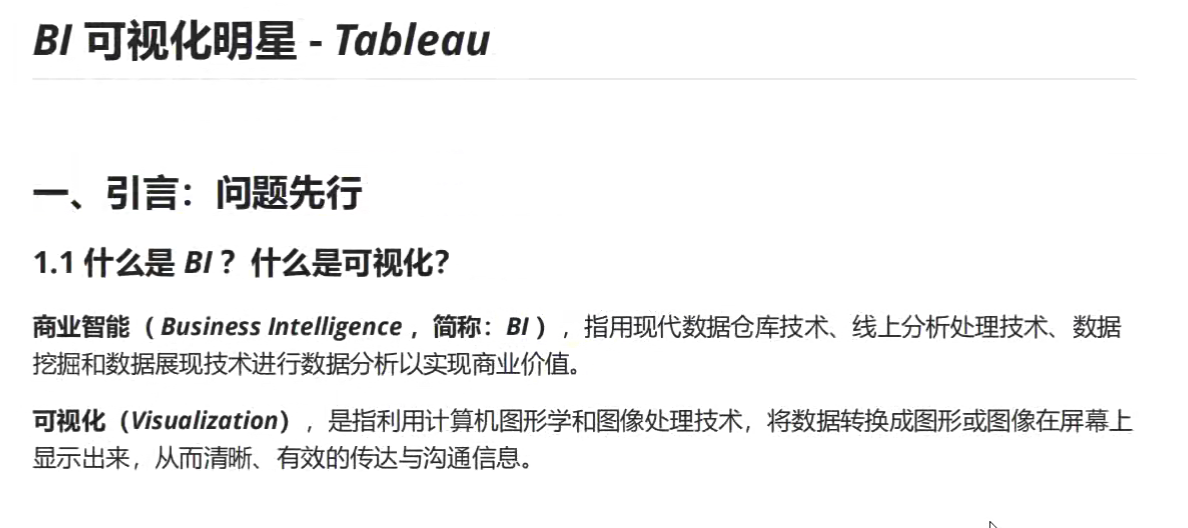 BI 可视化明星 - Tableau
一、引言：问题先行
1.1 什么是 BI ？什么是可视化？
商业智能（ Business Intelligence ，简称：BI ），指用现代数据仓库技术、线上分析处理技术、数据
挖掘和数据展现技术进行数据分析以实现商业价值。
可视化（Visualization），是指利用计算机图形学和图像处理技术，将数据转换成图形或图像在屏幕上
显示出来，从而清晰、有效的传达与沟通信息。